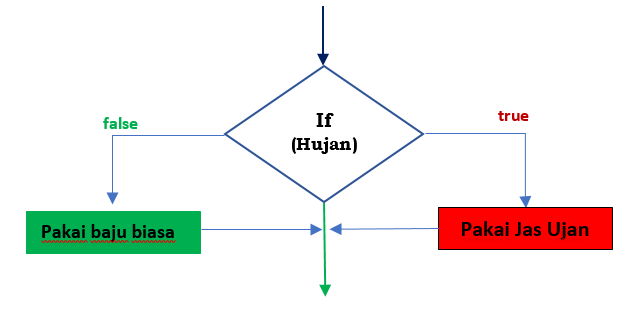 If
(Hujan)
false
true
Pakai baju biasa
Pakai Jas Ujan